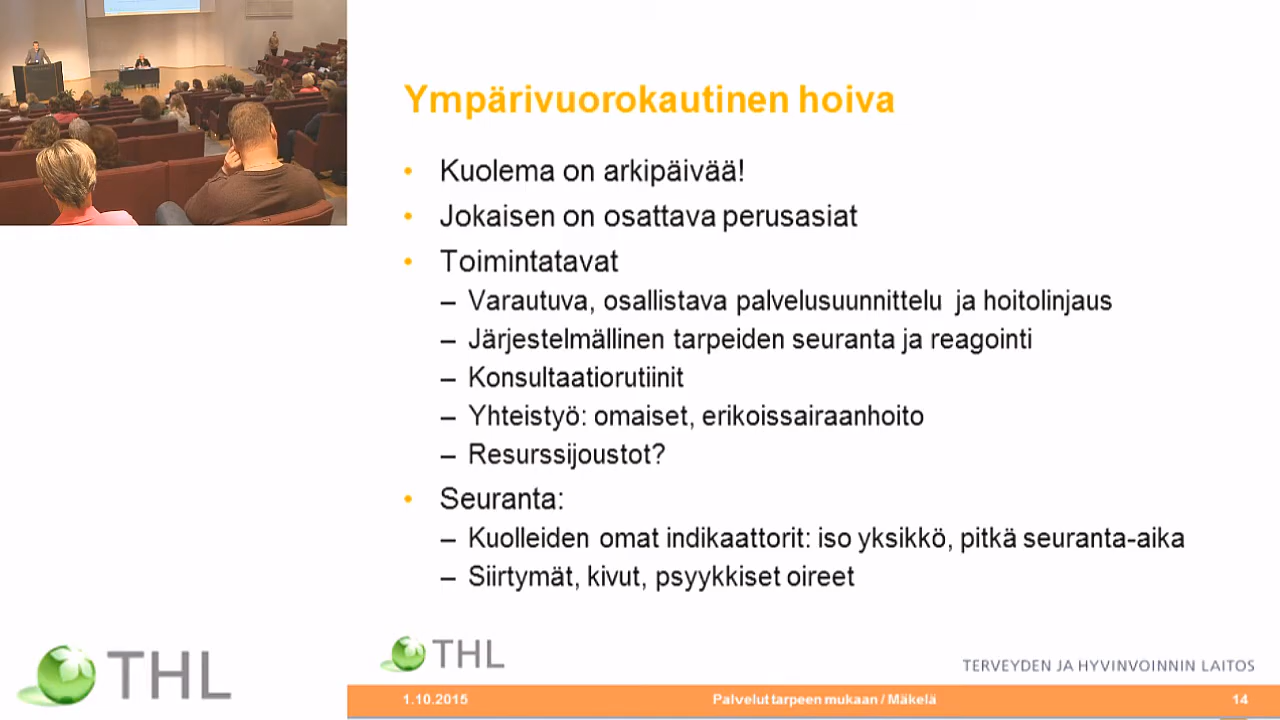 Ympärivuorokautinen hoiva
• Kuolema on arkipäivää!
• Jokaisen on osattava perusasiat
• Toimintatavat
– Varautuva, osallistava palvelusuunnittelu ja hoitolinjaus
– Järjestelmällinen tarpeiden seuranta ja reagointi
– Konsultaatiorutiinit
– Yhteistyö: omaiset, erikoissairaanhoito
– Resurssijoustot?
• Seuranta:
– Kuolleiden omat indikaattorit: iso yksikkö, pitkä seuranta-aika
– Siirtymät, kivut, psyykkiset oireet
THL
THL
TERVEYDEN JA HYVINVOINNIN LAITOS
1.10.2015 Palvelut tarpeen mukaan / Mäkelä 14